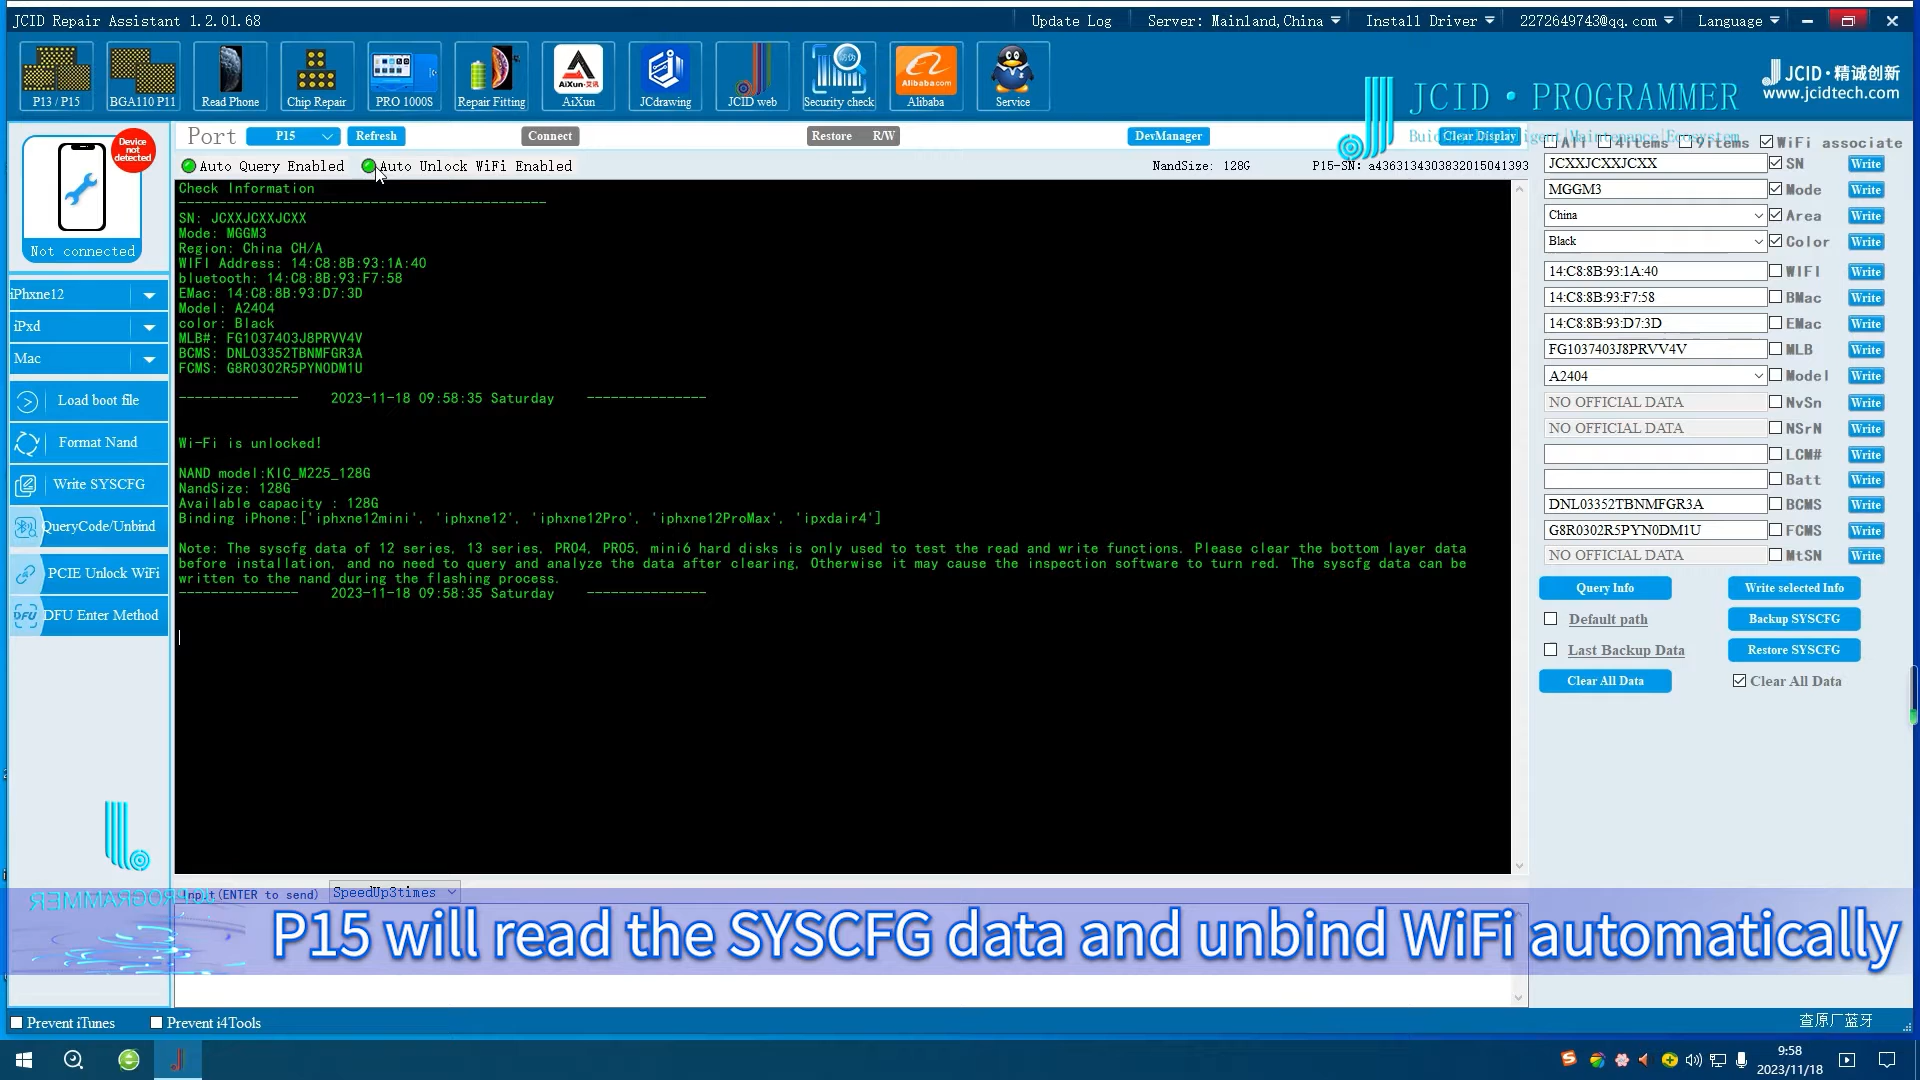 JCID Repair Assistant 1.2.01.68
Update Log
Server: Mainland,China
Install Driver
2272649743@qq.com
Language
P13 / P15
BGA110 P11
Read Phone
Chip Repair
PRO 1000S
Repair Fitting
AiXun·艾讯
AiXun
JCdrawing
JCID web
Security check
Alibaba.com
Alibaba
Service
JCID · PROGRAMMER
JCID·精诚创新
www.jcidtech.com
Device
not
detected
Not connected
Port
P15
Refresh
Connect
Restore R/W
DevManager
Clear Display
Auto Query Enabled
Auto Unlock WiFi Enabled
NandSize: 128G
P15-SN: a4363134303832015041393
Check Information
SN: JCXXJCXXJCXX
Mode: MGGM3
Region: China CH/A
WIFI Address: 14:C8:8B:93:1A:40
bluetooth: 14:C8:8B:93:F7:58
EMac: 14:C8:8B:93:D7:3D
Model: A2404
color: Black
MLB#: FG1037403J8PRVV4V
BCMS: DNL03352TBNMFGR3A
FCMS: G8R0302R5PYN0DM1U
--------------- 2023-11-18 09:58:35 Saturday ---------------
Wi-Fi is unlocked!
NAND model:KIC_M225_128G
NandSize: 128G
Available capacity : 128G
Binding iPhone:['iphxne12mini', 'iphxne12', 'iphxne12Pro', 'iphxne12ProMax', 'ipxdair4']
Note: The syscfg data of 12 series, 13 series, PRO4, PRO5, mini6 hard disks is only used to test the read and write functions. Please clear the bottom layer data
before installation, and no need to query and analyze the data after clearing, Otherwise it may cause the inspection software to turn red. The syscfg data can be
written to the nand during the flashing process.
--------------- 2023-11-18 09:58:35 Saturday ---------------
iPhxne12
iPxd
Mac
Load boot file
Format Nand
Write SYSCFG
QueryCode/Unbind
PCIE Unlock WiFi
DFU
DFU Enter Method
All
4items
9items
WiFi associate
JCXXJCXXJCXX SN Write
MGGM3 Mode Write
China Area Write
Black Color Write
14:C8:8B:93:1A:40 WIFI Write
14:C8:8B:93:F7:58 BMac Write
14:C8:8B:93:D7:3D EMac Write
FG1037403J8PRVV4V MLB Write
A2404 Model Write
NO OFFICIAL DATA NvSn Write
NO OFFICIAL DATA NSrN Write
LCM# Write
Batt Write
DNL03352TBNMFGR3A BCMS Write
G8R0302R5PYN0DM1U FCMS Write
NO OFFICIAL DATA MtSN Write
Query Info
Write selected Info
Default path
Backup SYSCFG
Last Backup Data
Restore SYSCFG
Clear All Data
Clear All Data
Input(ENTER to send)
SpeedUp3times
P15 will read the SYSCFG data and unbind WiFi automatically
Prevent iTunes
Prevent i4Tools
查原厂蓝牙
9:58
2023/11/18